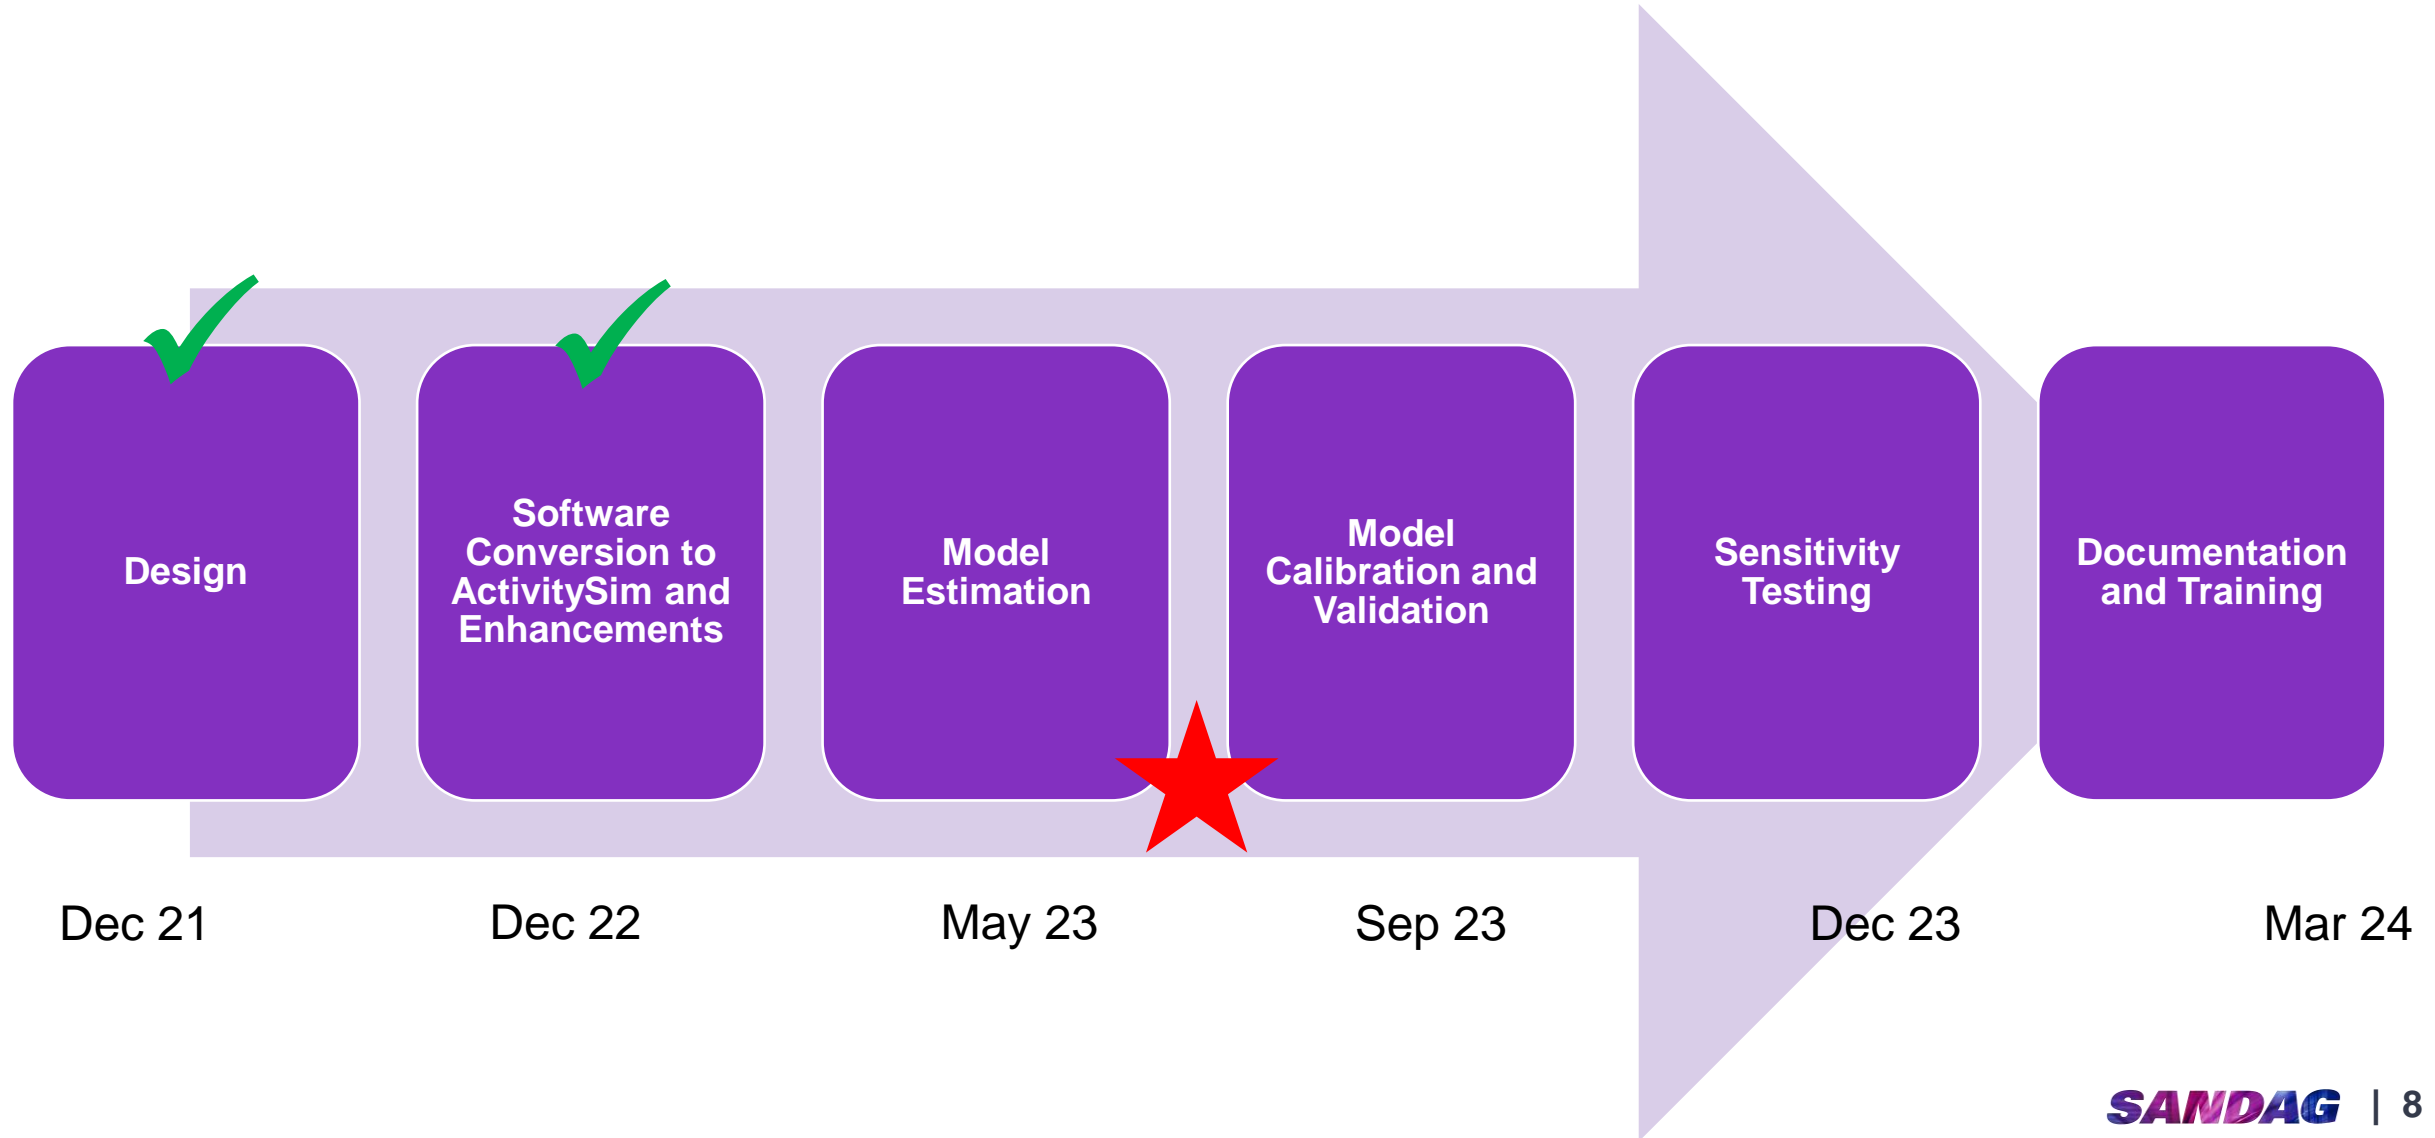 Design
Software
Conversion to
ActivitySim and
Enhancements
Model
Estimation
Model
Calibration and
Validation
Sensitivity
Testing
Documentation
and Training
Dec 21
Dec 22
May 23
Sep 23
Dec 23
Mar 24
SANDAG | 8